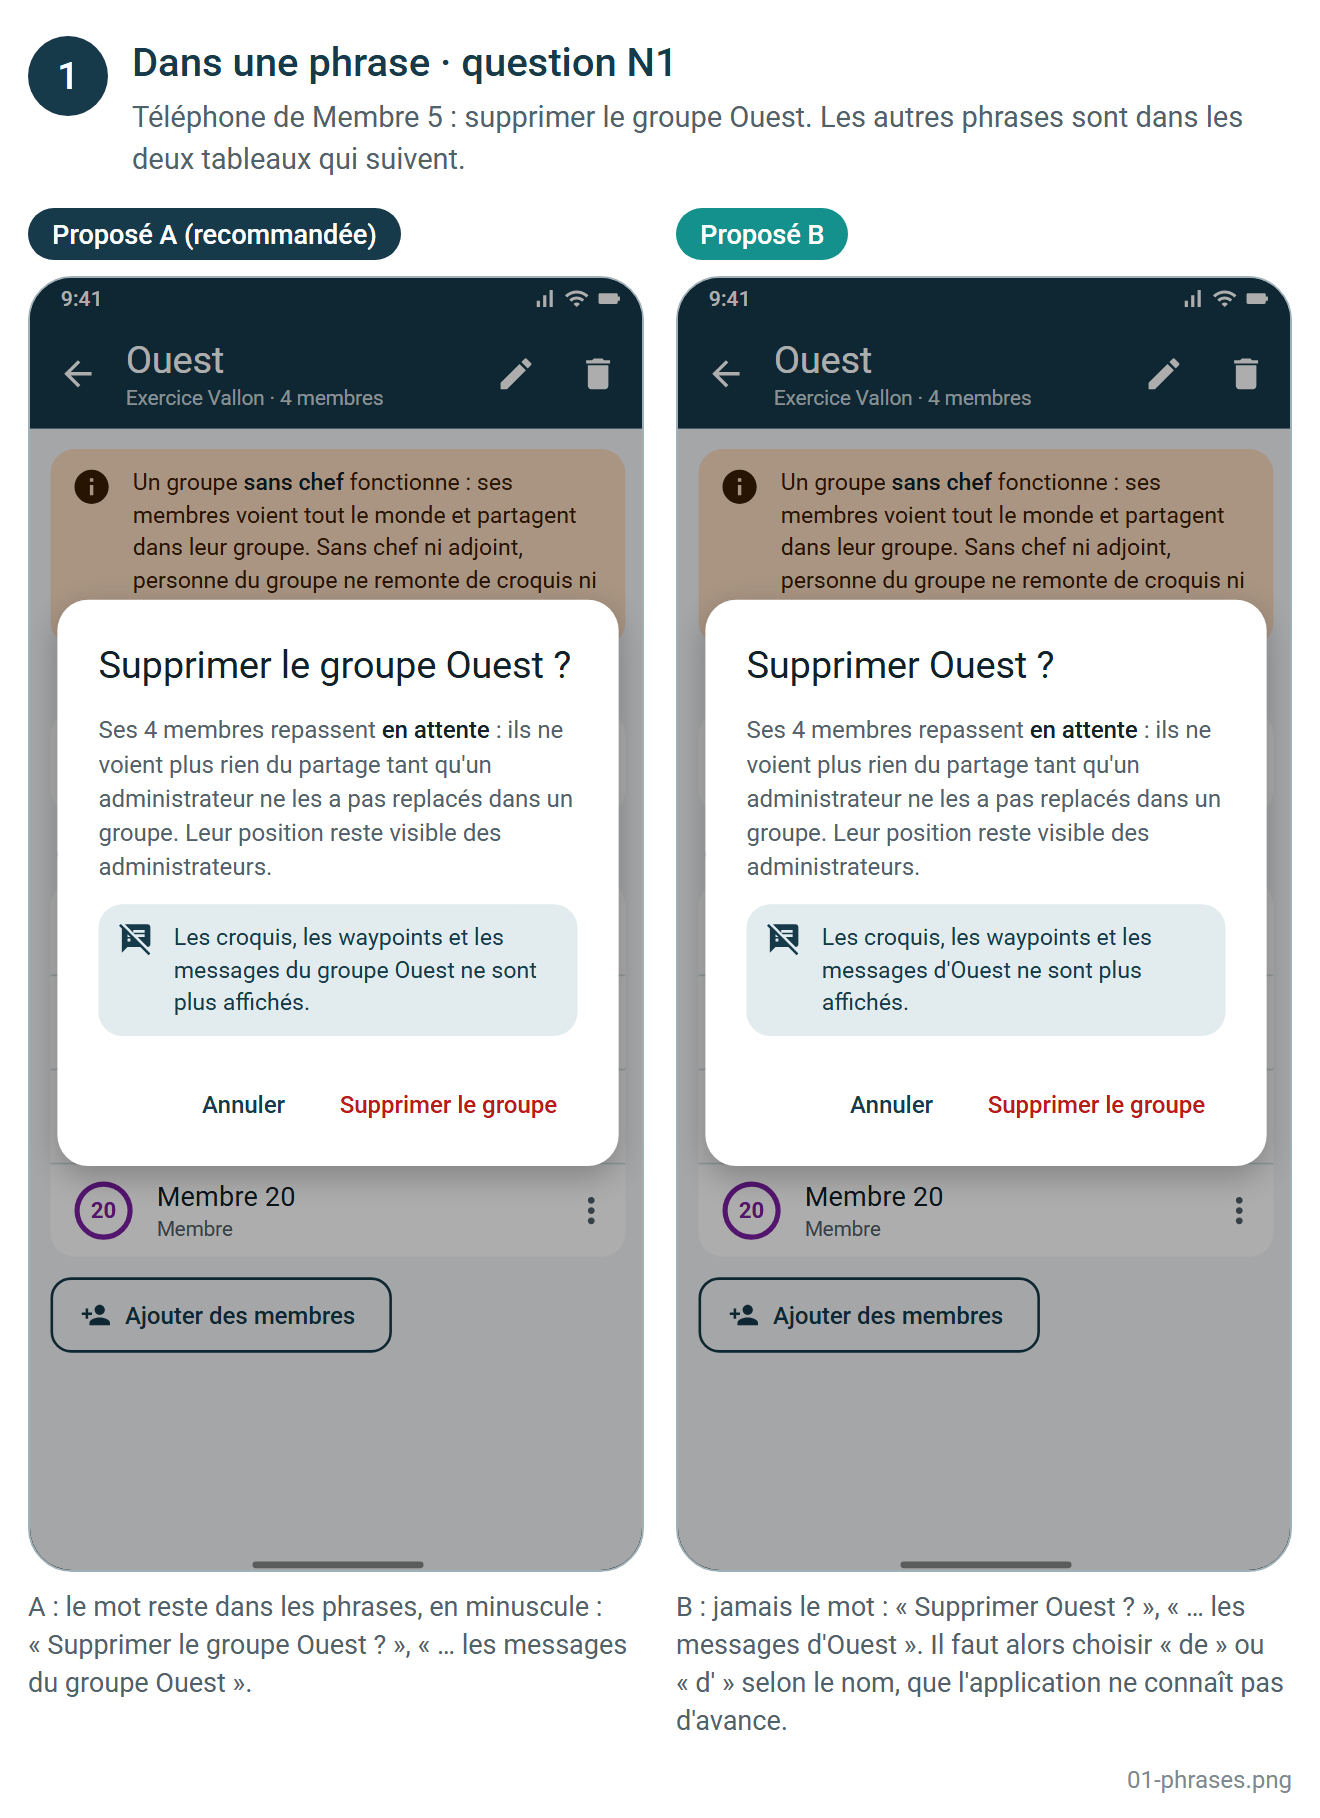 1
Dans une phrase · question N1
Téléphone de Membre 5 : supprimer le groupe Ouest. Les autres phrases sont dans les
deux tableaux qui suivent.
Proposé A (recommandée)
9:41
Ouest
Exercice Vallon · 4 membres
Un groupe sans chef fonctionne : ses
membres voient tout le monde et partagent
dans leur groupe. Sans chef ni adjoint,
personne du groupe ne remonte de croquis ni
Supprimer le groupe Ouest ?
Ses 4 membres repassent en attente : ils ne
voient plus rien du partage tant qu'un
administrateur ne les a pas replacés dans un
groupe. Leur position reste visible des
administrateurs.
Les croquis, les waypoints et les
messages du groupe Ouest ne sont
plus affichés.
Annuler
Supprimer le groupe
20
Membre 20
Membre
Ajouter des membres
A : le mot reste dans les phrases, en minuscule :
« Supprimer le groupe Ouest ? », « … les messages
du groupe Ouest ».
Proposé B
9:41
Ouest
Exercice Vallon · 4 membres
Un groupe sans chef fonctionne : ses
membres voient tout le monde et partagent
dans leur groupe. Sans chef ni adjoint,
personne du groupe ne remonte de croquis ni
Supprimer Ouest ?
Ses 4 membres repassent en attente : ils ne
voient plus rien du partage tant qu'un
administrateur ne les a pas replacés dans un
groupe. Leur position reste visible des
administrateurs.
Les croquis, les waypoints et les
messages d'Ouest ne sont plus
affichés.
Annuler
Supprimer le groupe
20
Membre 20
Membre
Ajouter des membres
B : jamais le mot : « Supprimer Ouest ? », « … les
messages d'Ouest ». Il faut alors choisir « de » ou
« d' » selon le nom, que l'application ne connaît pas
d'avance.
01-phrases.png